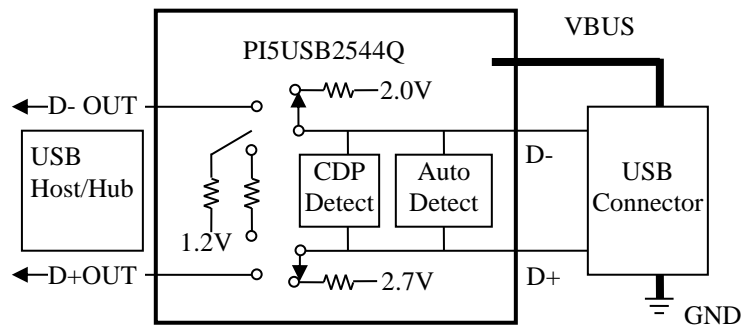 VBUS
PI5USB2544Q
2.0V
D- OUT
USB
Host/Hub
CDP
Detect
Auto
Detect
D-
USB
Connector
1.2V
D+OUT
2.7V
D+
GND